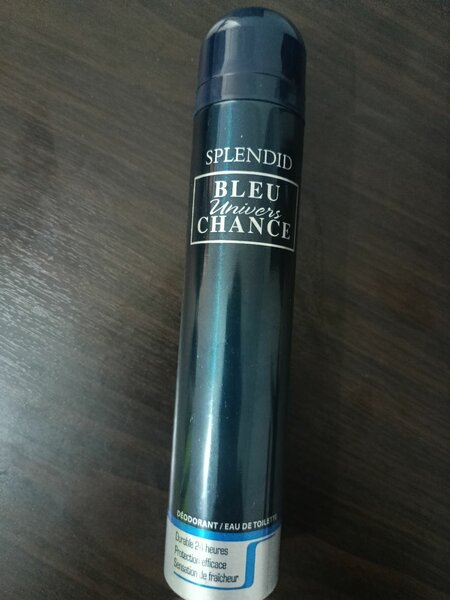 SPLENDID
BLEU
Univers
CHANCE
DÉODORANT / EAU DE TOILETTE
Durable 24 heures
Protection efficace
Sensation de fraîcheur